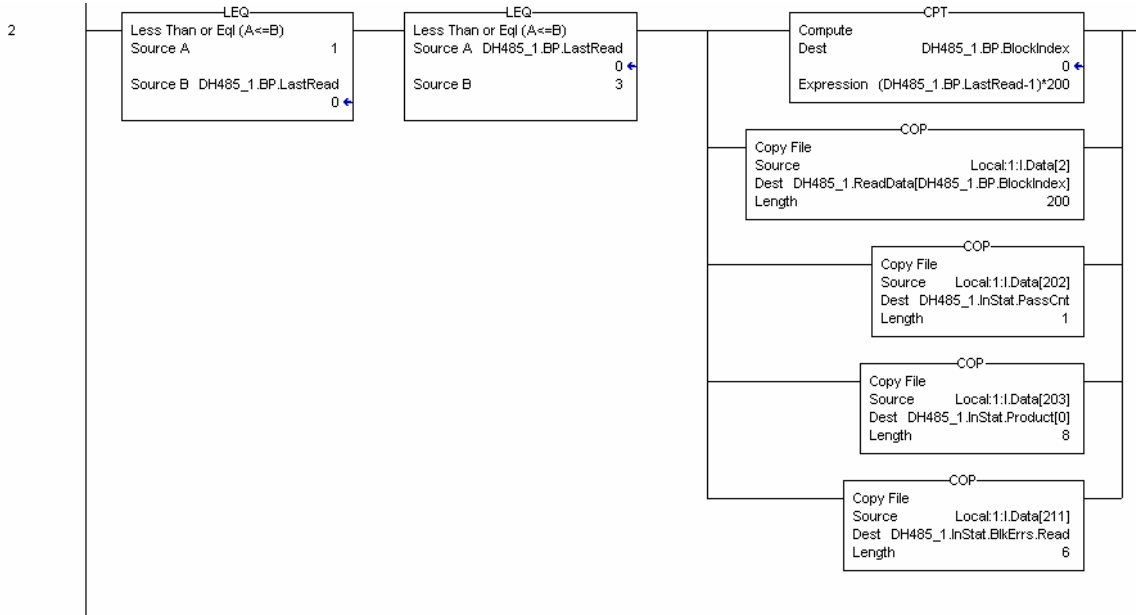 2
LEQ
Less Than or Eql (A<=B)
Source A 1
Source B DH485_1.BP.LastRead
0
LEQ
Less Than or Eql (A<=B)
Source A DH485_1.BP.LastRead
0
Source B 3
CPT
Compute
Dest DH485_1.BP.BlockIndex
0
Expression (DH485_1.BP.LastRead-1)*200
COP
Copy File
Source Local:1:I.Data[2]
Dest DH485_1.ReadData[DH485_1.BP.BlockIndex]
Length 200
COP
Copy File
Source Local:1:I.Data[202]
Dest DH485_1.InStat.PassCnt
Length 1
COP
Copy File
Source Local:1:I.Data[203]
Dest DH485_1.InStat.Product[0]
Length 8
COP
Copy File
Source Local:1:I.Data[211]
Dest DH485_1.InStat.BlkErrs.Read
Length 6